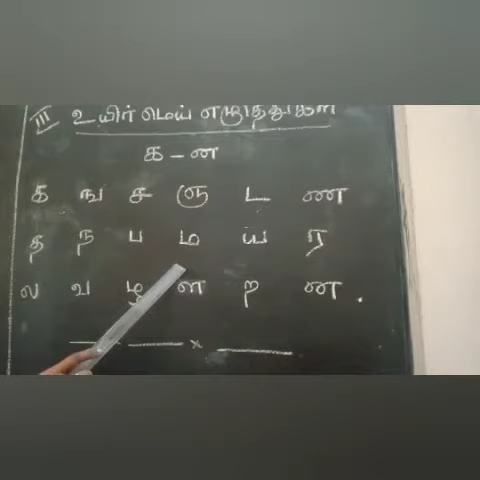 III உயிர் மெய் எழுத்துகள்
க - ன
க ங ச ஞ ட ண
த ந ப ம ய ர
ல வ ழ ள ற ன .